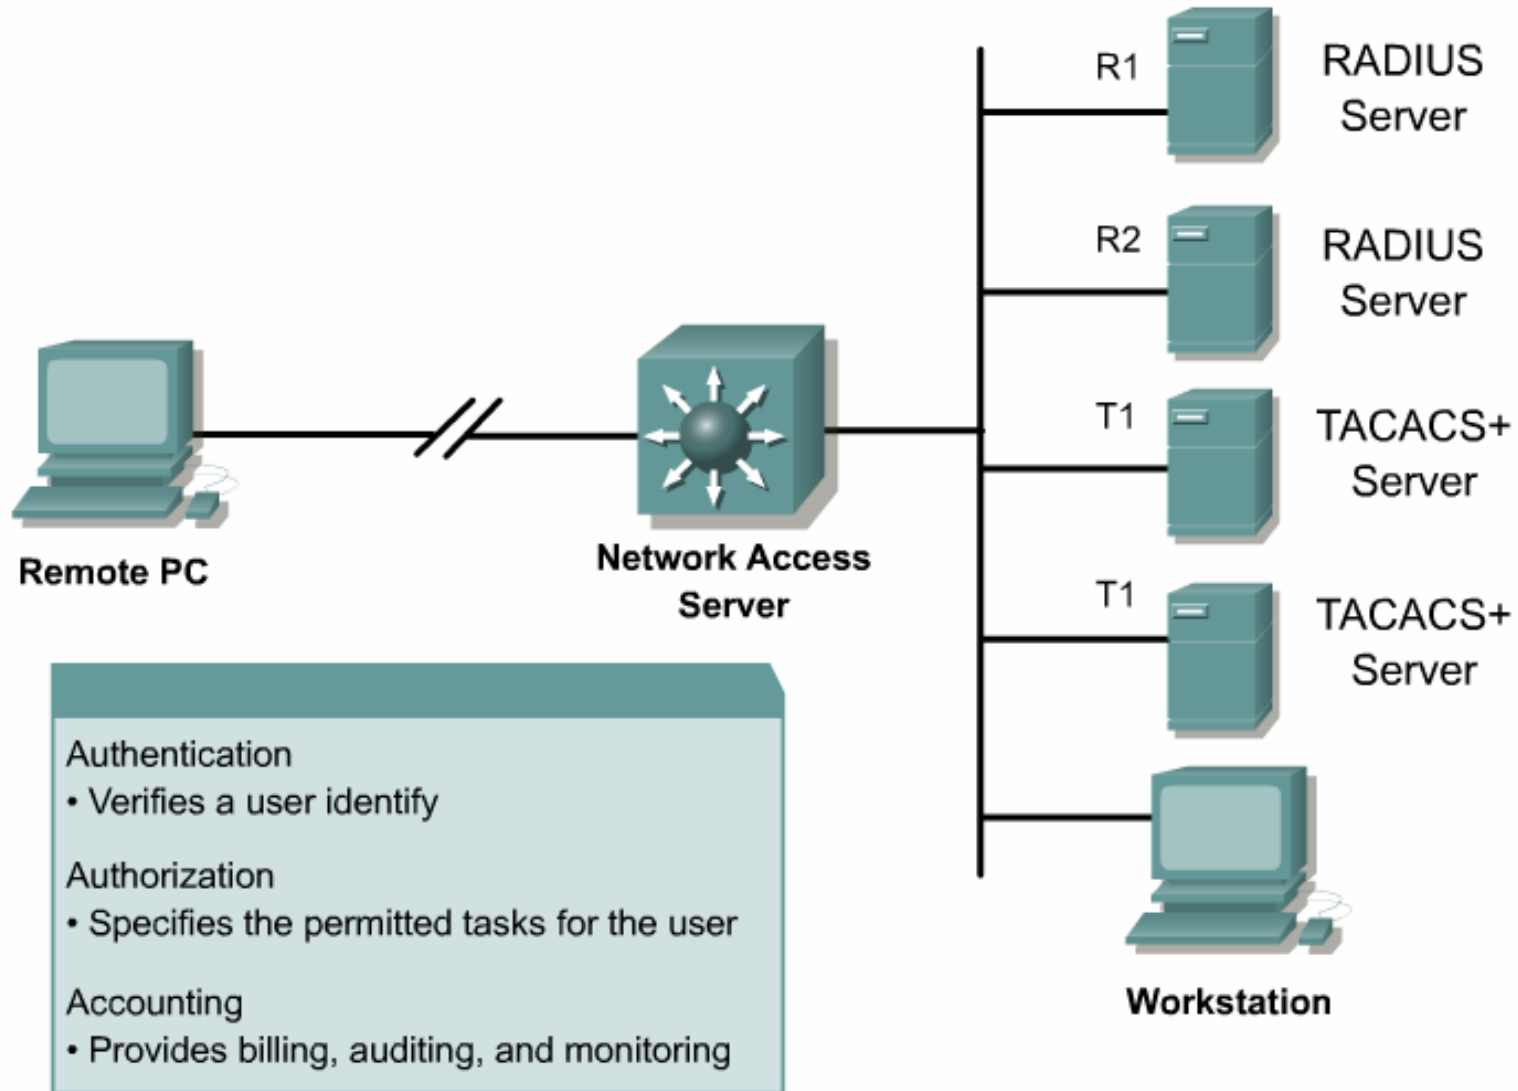 R1
RADIUS
Server
R2
RADIUS
Server
T1
TACACS+
Server
Remote PC
Network Access
Server
T1
TACACS+
Server
Authentication
• Verifies a user identify
Authorization
• Specifies the permitted tasks for the user
Accounting
• Provides billing, auditing, and monitoring
Workstation